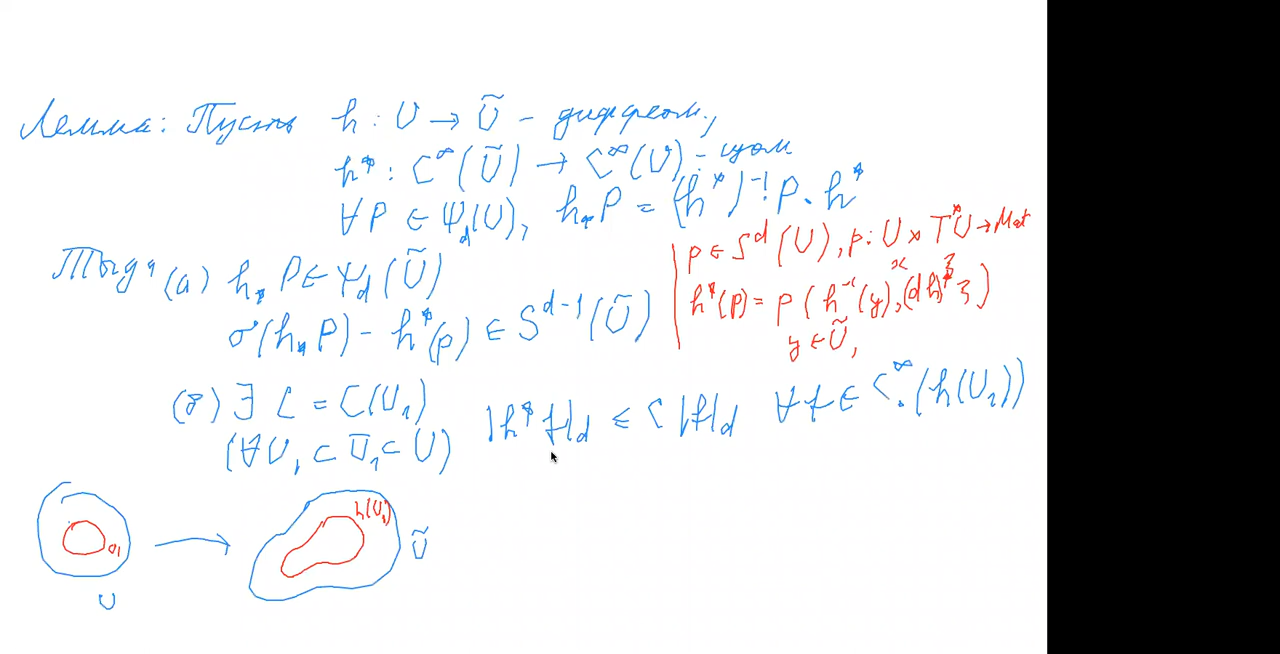 Лемма: Пусть h : U → Ũ – диффеом.,
h* : C^∞(Ũ) → C^∞(U) – изом
∀ P ∈ Ψ_d(U), h_*P = (h*)^{-1} · P · h*
Тогда (а) h_*P ∈ Ψ_d(Ũ)
σ(h_*P) – h*(p) ∈ S^{d-1}(Ũ)
p ∈ S^d(U), p : U × T*U → Mat
x ξ
h*(p) = p(h^{-1}(y), (dh)* ξ)
y ∈ Ũ,
(б) ∃ C = C(U_1)
(∀ U_1 ⊂ Ū_1 ⊂ U)
|h*f|_d ≤ C|f|_d ∀ f ∈ C_0^∞(h(U_1))
h(U_1)
U_1
Ũ
U